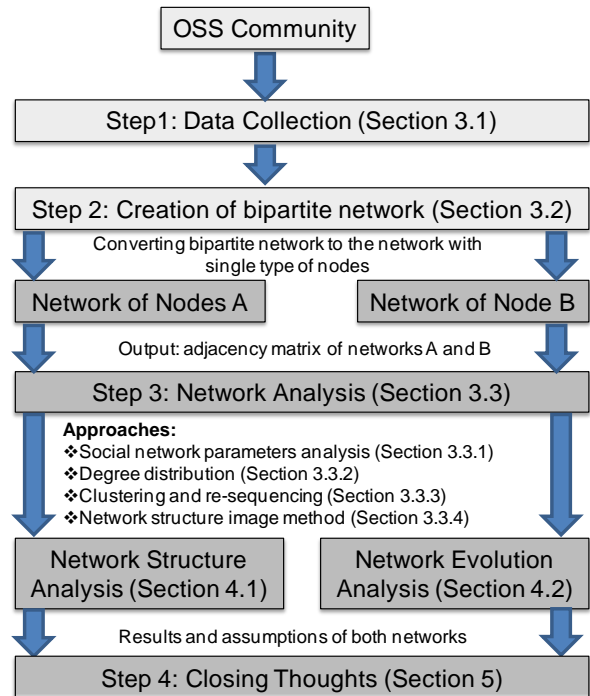 OSS Community
Step1: Data Collection (Section 3.1)
Step 2: Creation of bipartite network (Section 3.2)
Converting bipartite network to the network with
single type of nodes
Network of Nodes A
Network of Node B
Output: adjacency matrix of networks A and B
Step 3: Network Analysis (Section 3.3)
Approaches:
❖Social network parameters analysis (Section 3.3.1)
❖Degree distribution (Section 3.3.2)
❖Clustering and re-sequencing (Section 3.3.3)
❖Network structure image method (Section 3.3.4)
Network Structure
Analysis (Section 4.1)
Network Evolution
Analysis (Section 4.2)
Results and assumptions of both networks
Step 4: Closing Thoughts (Section 5)